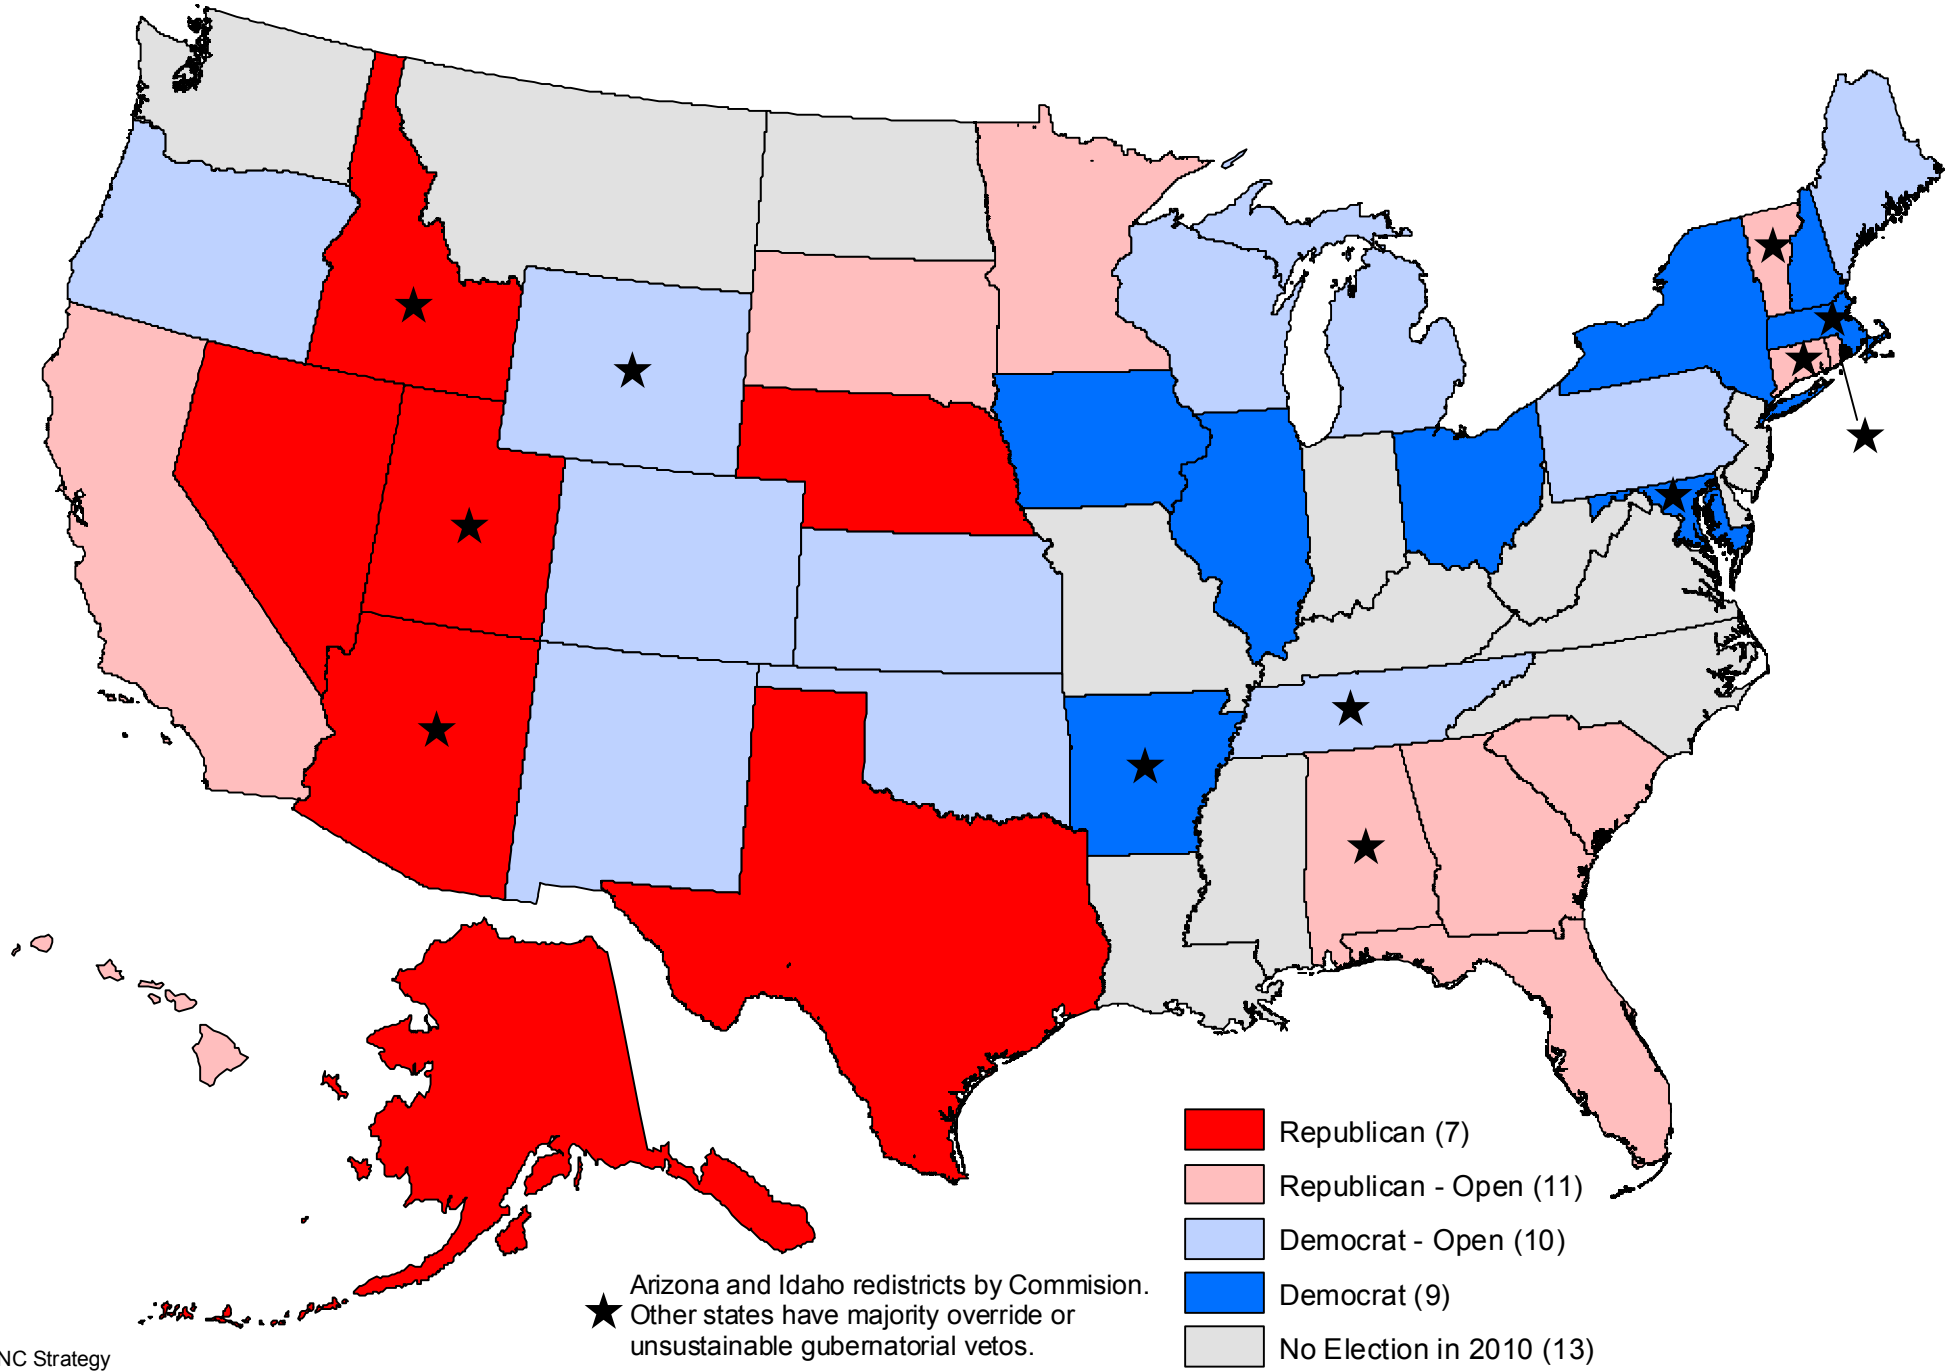 Republican (7)
Republican - Open (11)
Democrat - Open (10)
Democrat (9)
No Election in 2010 (13)
Arizona and Idaho redistricts by Commision.
Other states have majority override or
unsustainable gubernatorial vetos.
NC Strategy